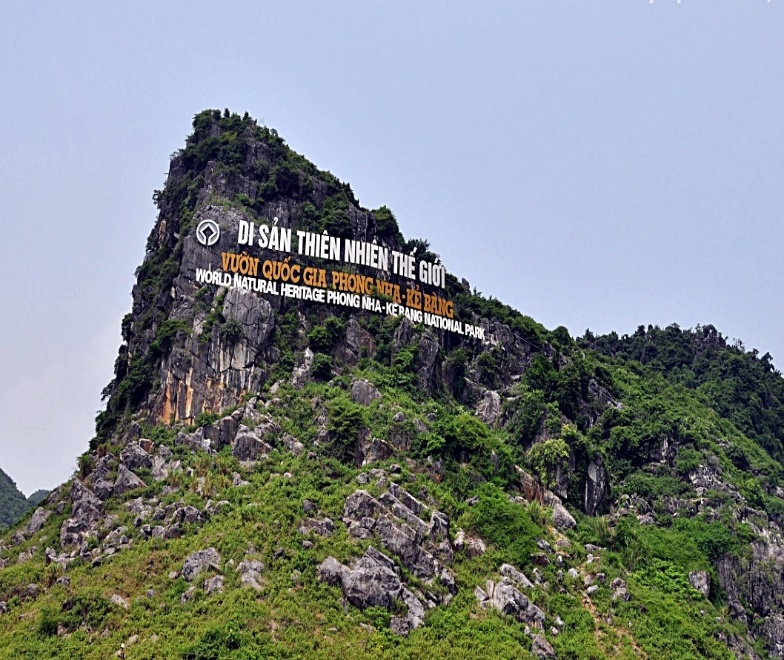 DI SẢN THIÊN NHIÊN THẾ GIỚI
VƯỜN QUỐC GIA PHONG NHA - KẺ BÀNG
WORLD NATURAL HERITAGE PHONG NHA - KE BANG NATIONAL PARK